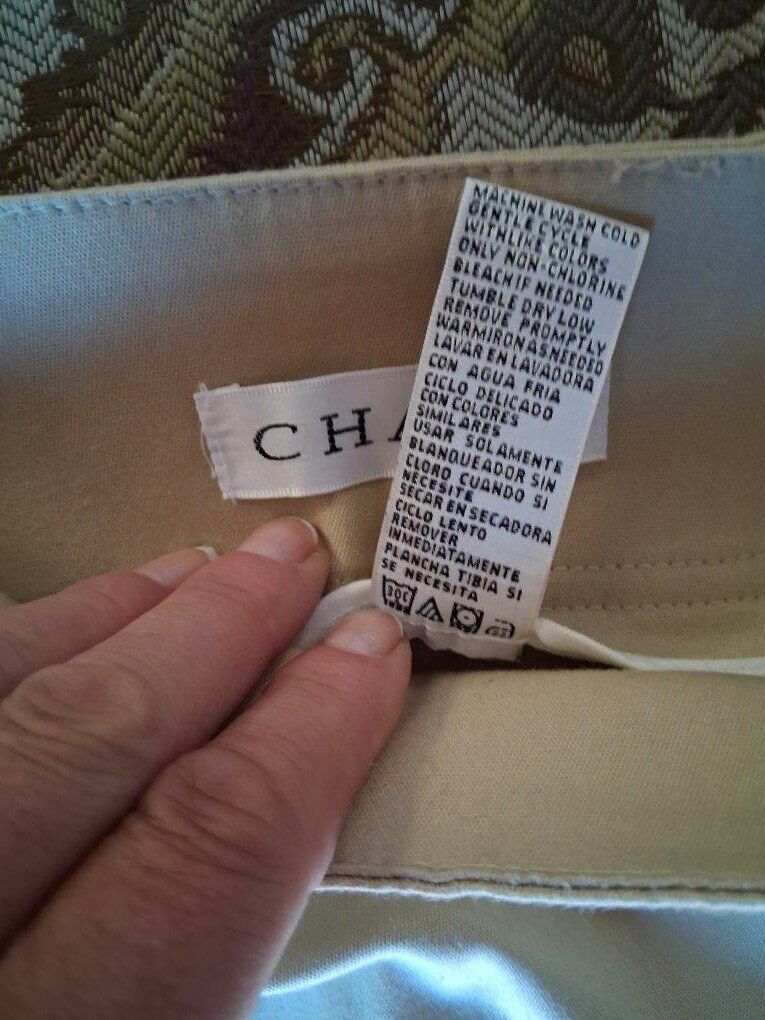 MACHINE WASH COLD
GENTLE CYCLE
WITH LIKE COLORS
ONLY NON-CHLORINE
BLEACH IF NEEDED
TUMBLE DRY LOW
REMOVE PROMPTLY
WARM IRON AS NEEDED
LAVAR EN LAVADORA
CON AGUA FRIA
CICLO DELICADO
CON COLORES
SIMILARES
USAR SOLAMENTE
BLANQUEADOR SIN
CLORO CUANDO SI
NECESITE
SECAR EN SECADORA
CICLO LENTO
REMOVER
INMEDIATAMENTE
PLANCHA TIBIA SI
SE NECESITA
30C
CHA